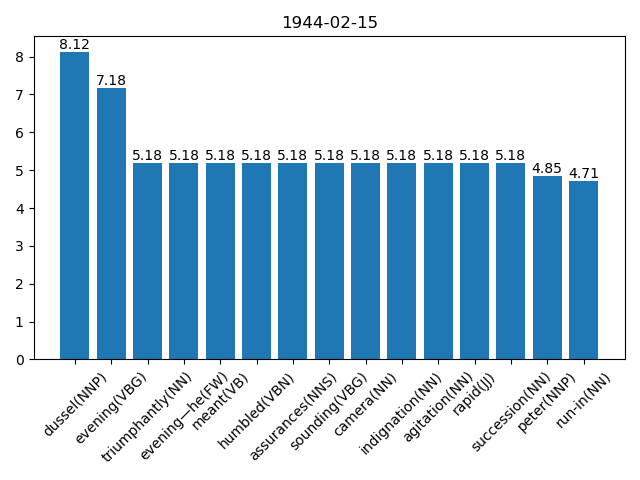 1944-02-15
8.12
7.18
5.18 5.18 5.18 5.18 5.18 5.18 5.18 5.18 5.18 5.18 5.18
4.85
4.71
8
7
6
5
4
3
2
1
0
dussel(NNP)
evening(VBG)
triumphantly(NN)
evening—he(FW)
meant(VB)
humbled(VBN)
assurances(NNS)
sounding(VBG)
camera(NN)
indignation(NN)
agitation(NN)
rapid(JJ)
succession(NN)
peter(NNP)
run-in(NN)